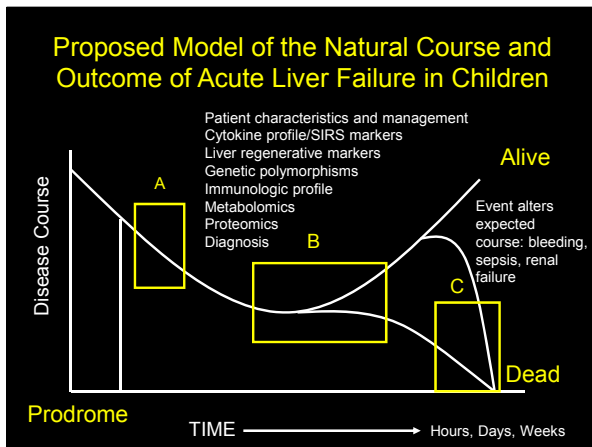 Proposed Model of the Natural Course and
Outcome of Acute Liver Failure in Children
Patient characteristics and management
Cytokine profile/SIRS markers
Liver regenerative markers
Genetic polymorphisms
Immunologic profile
Metabolomics
Proteomics
Diagnosis
Alive
A
B
Event alters
expected
course: bleeding,
sepsis, renal
failure
C
Disease Course
Dead
Prodrome
TIME
Hours, Days, Weeks